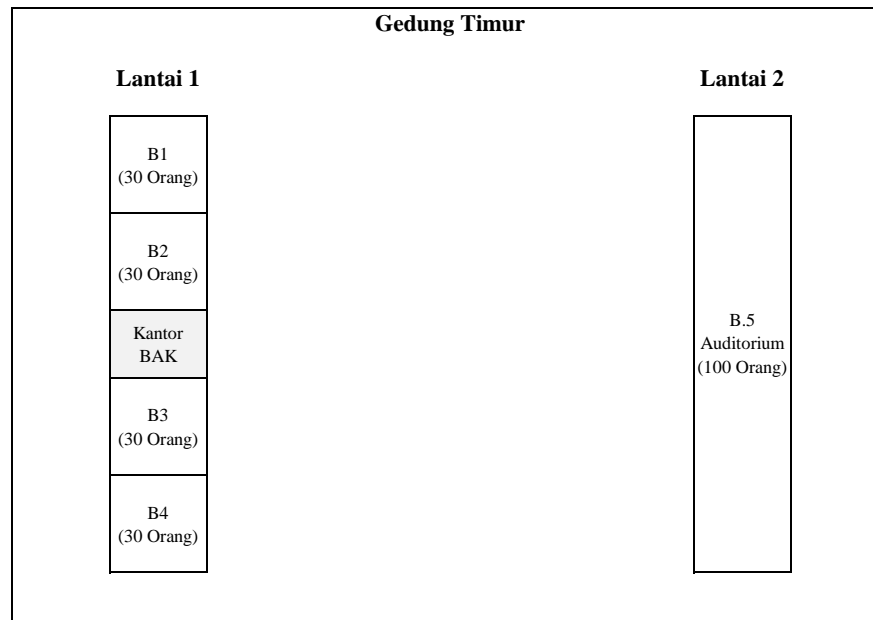 Gedung Timur
Lantai 1
Lantai 2
B1
(30 Orang)
B2
(30 Orang)
Kantor
BAK
B3
(30 Orang)
B4
(30 Orang)
B.5
Auditorium
(100 Orang)